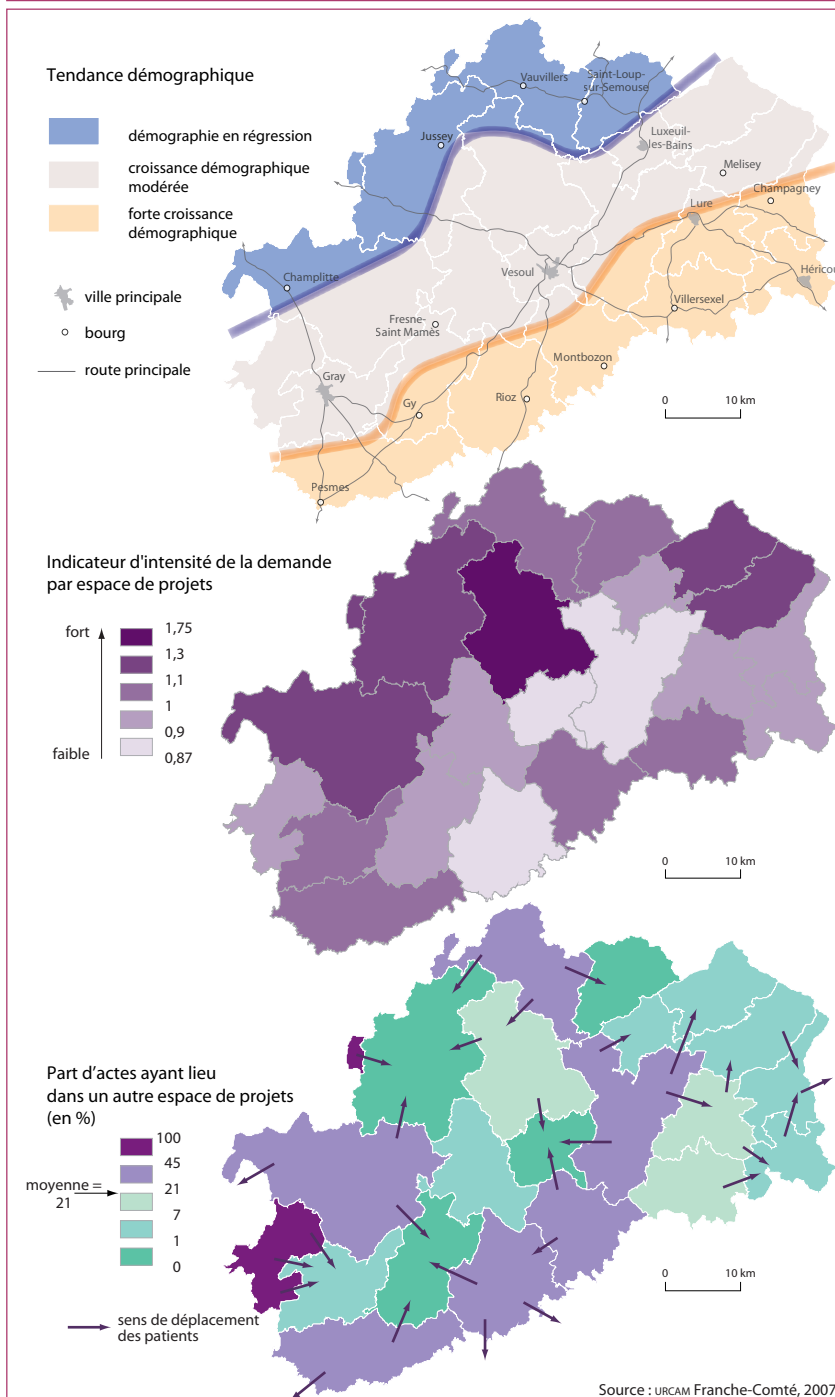 Tendance démographique
démographie en régression
croissance démographique
modérée
forte croissance
démographique
ville principale
bourg
route principale
Vauvillers
Saint-Loup-
sur-Semouse
Jussey
Luxeuil-
les-Bains
Melisey
Champagney
Lure
Héricou
Champlitte
Vesoul
Villersexel
Fresne-
Saint Mamès
Montbozon
Gray
Gy
Rioz
Pesmes
0 10 km
Indicateur d'intensité de la demande
par espace de projets
fort
faible
1,75
1,3
1,1
1
0,9
0,87
0 10 km
Part d'actes ayant lieu
dans un autre espace de projets
(en %)
moyenne =
21
100
45
21
7
1
0
sens de déplacement
des patients
0 10 km
Source : URCAM Franche-Comté, 2007